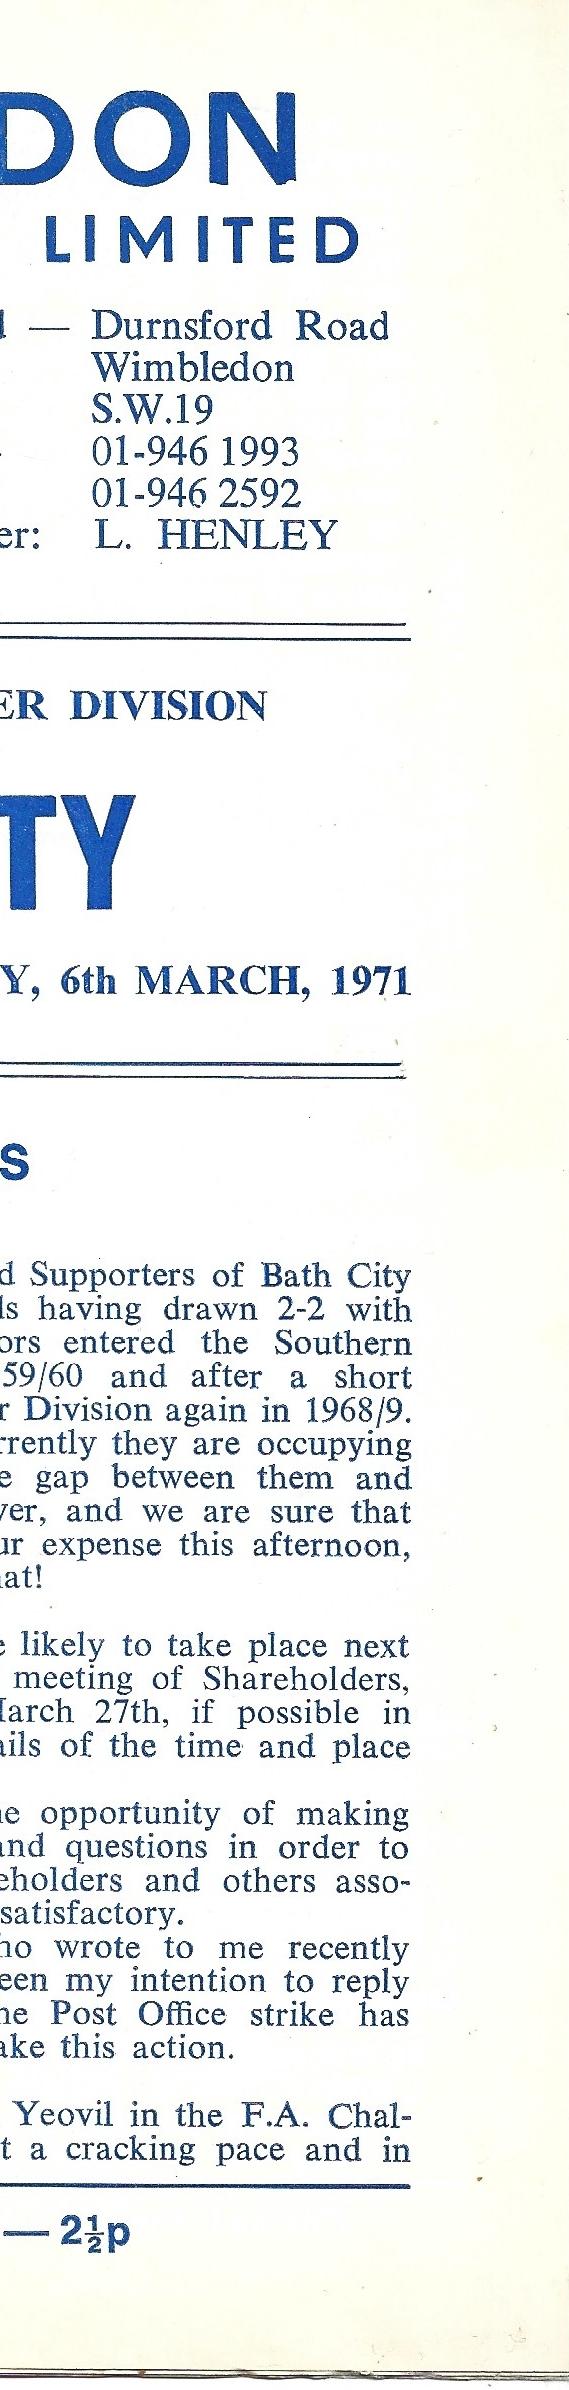 DON
LIMITED
d — Durnsford Road
Wimbledon
S.W.19
01-946 1993
01-946 2592
er: L. HENLEY
ER DIVISION
TY
Y, 6th MARCH, 1971
S
d Supporters of Bath City
ls having drawn 2-2 with
ors entered the Southern
59/60 and after a short
r Division again in 1968/9.
rrently they are occupying
e gap between them and
ver, and we are sure that
ur expense this afternoon,
hat!
e likely to take place next
meeting of Shareholders,
March 27th, if possible in
ails of the time and place
he opportunity of making
and questions in order to
eholders and others asso-
satisfactory.
ho wrote to me recently
een my intention to reply
he Post Office strike has
ake this action.
Yeovil in the F.A. Chal-
t a cracking pace and in
— 2½p